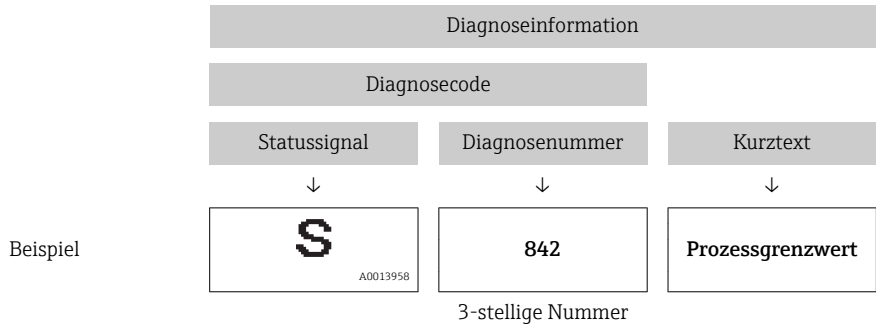 Diagnoseinformation
Diagnosecode
Statussignal Diagnosenummer Kurztext
↓ ↓ ↓
Beispiel S 842 Prozessgrenzwert
A0013958
3-stellige Nummer